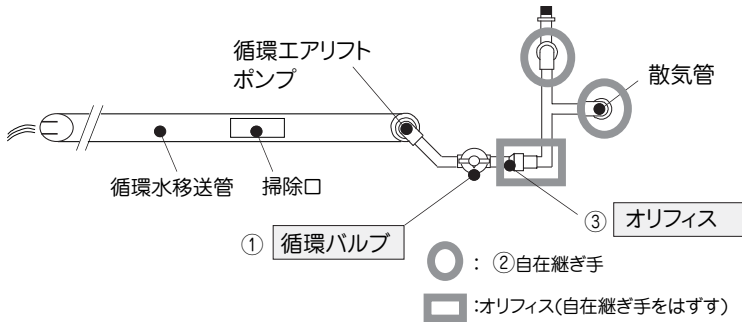 循環エアリフト
ポンプ
散気管
循環水移送管
掃除口
① 循環バルブ
③ オリフィス
: ②自在継ぎ手
:オリフィス(自在継ぎ手をはずす)